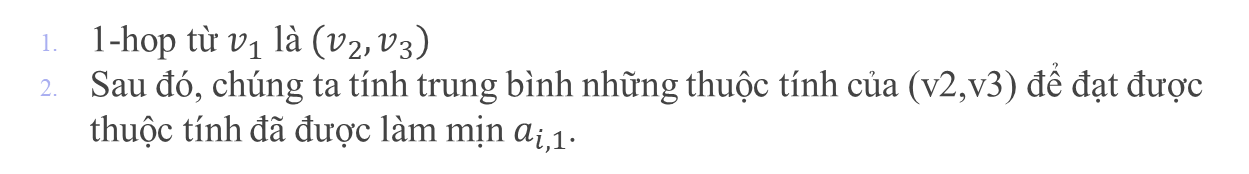 1. 1-hop từ 𝑣₁ là (𝑣₂, 𝑣₃)
2. Sau đó, chúng ta tính trung bình những thuộc tính của (v2,v3) để đạt được
thuộc tính đã được làm mịn 𝑎ᵢ,₁.